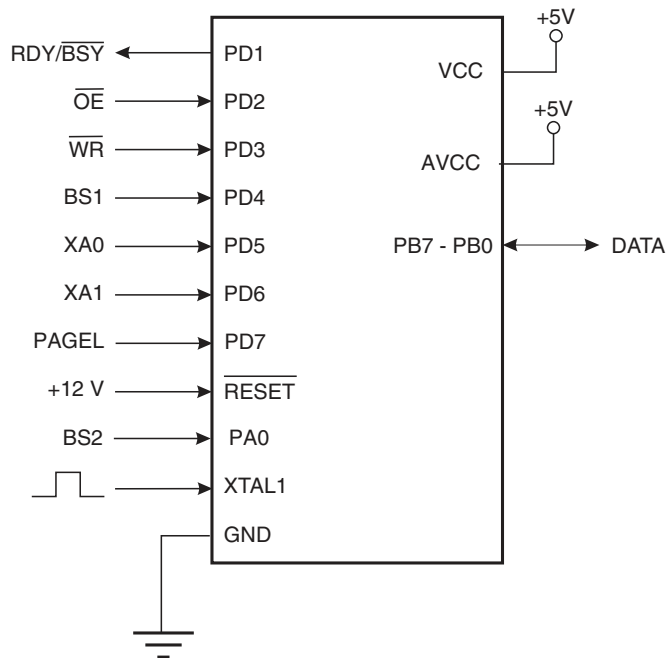 +5V
RDY/BSY PD1
VCC
OE PD2
+5V
WR PD3
AVCC
BS1 PD4
XA0 PD5 PB7 - PB0 DATA
XA1 PD6
PAGEL PD7
+12 V RESET
BS2 PA0
XTAL1
GND